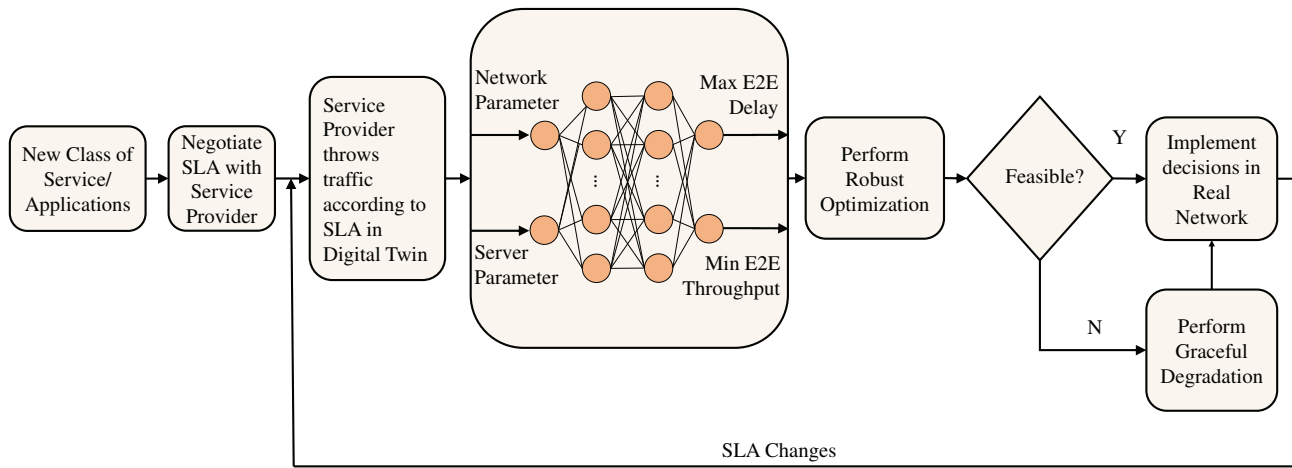 New Class of
Service/
Applications
Negotiate
SLA with
Service
Provider
Service
Provider
throws
traffic
according to
SLA in
Digital Twin
Network
Parameter
Server
Parameter
Max E2E
Delay
Min E2E
Throughput
Perform
Robust
Optimization
Feasible?
Y
N
Implement
decisions in
Real
Network
Perform
Graceful
Degradation
SLA Changes